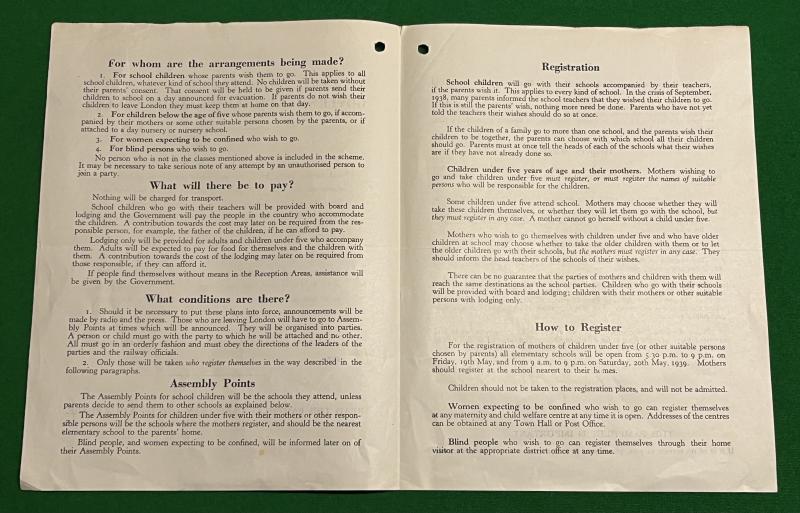 For whom are the arrangements being made?
1. For school children whose parents wish them to go. This applies to all
school children, whatever kind of school they attend. No children will be taken without
their parents' consent. That consent will be held to be given if parents send their
children to school on a day announced for evacuation. If parents do not wish their
children to leave London they must keep them at home on that day.
2. For children below the age of five whose parents wish them to go, if accom-
panied by their mothers or some other suitable persons chosen by the parents, or if
attached to a day nursery or nursery school.
3. For women expecting to be confined who wish to go.
4. For blind persons who wish to go.
No person who is not in the classes mentioned above is included in the scheme.
It may be necessary to take serious note of any attempt by an unauthorised person to
join a party.
What will there be to pay?
Nothing will be charged for transport.
School children who go with their teachers will be provided with board and
lodging and the Government will pay the people in the country who accommodate
the children. A contribution towards the cost may later on be required from the res-
ponsible person, for example, the father of the children, if he can afford to pay.
Lodging only will be provided for adults and children under five who accompany
them. Adults will be expected to pay for food for themselves and the children with
them. A contribution towards the cost of the lodging may later on be required from
those responsible, if they can afford it.
If people find themselves without means in the Reception Areas, assistance will
be given by the Government.
What conditions are there?
1. Should it be necessary to put these plans into force, announcements will be
made by radio and the press. Those who are leaving London will have to go to Assem-
bly Points at times which will be announced. They will be organised into parties.
A person or child must go with the party to which he will be attached and no other.
All must go in an orderly fashion and must obey the directions of the leaders of the
parties and the railway officials.
2. Only those will be taken who register themselves in the way described in the
following paragraphs.
Assembly Points
The Assembly Points for school children will be the schools they attend, unless
parents decide to send them to other schools as explained below.
The Assembly Points for children under five with their mothers or other respon-
sible persons will be the schools where the mothers register, and should be the nearest
elementary school to the parents' home.
Blind people, and women expecting to be confined, will be informed later on of
their Assembly Points.
Registration
School children will go with their schools accompanied by their teachers,
if the parents wish it. This applies to every kind of school. In the crisis of September,
1938, many parents informed the school teachers that they wished their children to go.
If this is still the parents' wish, nothing more need be done. Parents who have not yet
told the teachers their wishes should do so at once.
If the children of a family go to more than one school, and the parents wish their
children to be together, the parents can choose with which school all their children
should go. Parents must at once tell the heads of each of the schools what their wishes
are if they have not already done so.
Children under five years of age and their mothers. Mothers wishing to
go and take children under five must register, or must register the names of suitable
persons who will be responsible for the children.
Some children under five attend school. Mothers may choose whether they will
take these children themselves, or whether they will let them go with the school, but
they must register in any case. A mother cannot go herself without a child under five.
Mothers who wish to go themselves with children under five and who have older
children at school may choose whether to take the older children with them or to let
the older children go with their schools, but the mothers must register in any case. They
should inform the head teachers of the schools of their wishes.
There can be no guarantee that the parties of mothers and children with them will
reach the same destinations as the school parties. Children who go with their schools
will be provided with board and lodging; children with their mothers or other suitable
persons with lodging only.
How to Register
For the registration of mothers of children under five (or other suitable persons
chosen by parents) all elementary schools will be open from 5.30 p.m. to 9 p.m. on
Friday, 19th May, and from 9 a.m. to 9 p.m. on Saturday, 20th May, 1939. Mothers
should register at the school nearest to their homes.
Children should not be taken to the registration places, and will not be admitted.
Women expecting to be confined who wish to go can register themselves
at any maternity and child welfare centre at any time it is open. Addresses of the centres
can be obtained at any Town Hall or Post Office.
Blind people who wish to go can register themselves through their home
visitor at the appropriate district office at any time.